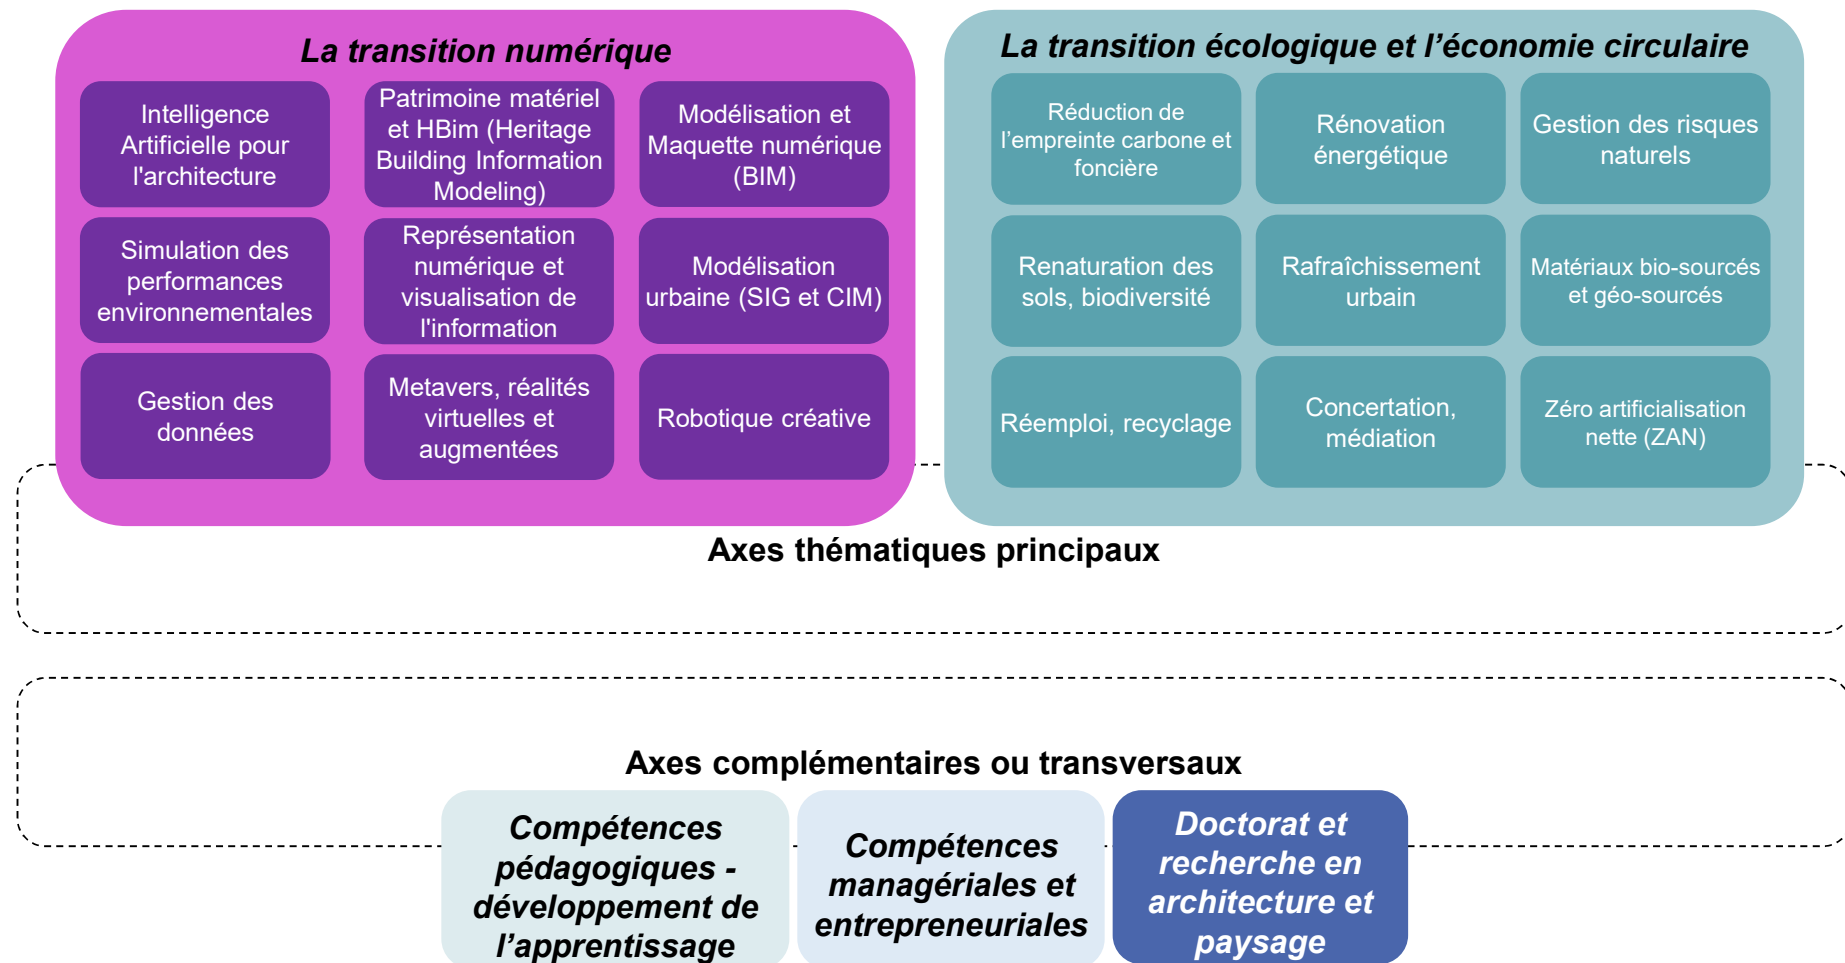 La transition numérique
Intelligence
Artificielle pour
l'architecture
Patrimoine matériel
et HBim (Heritage
Building Information
Modeling)
Modélisation et
Maquette numérique
(BIM)
Simulation des
performances
environnementales
Représentation
numérique et
visualisation de
l'information
Modélisation
urbaine (SIG et CIM)
Gestion des
données
Metavers, réalités
virtuelles et
augmentées
Robotique créative
La transition écologique et l’économie circulaire
Réduction de
l’empreinte carbone et
foncière
Rénovation
énergétique
Gestion des risques
naturels
Renaturation des
sols, biodiversité
Rafraîchissement
urbain
Matériaux bio-sourcés
et géo-sourcés
Réemploi, recyclage
Concertation,
médiation
Zéro artificialisation
nette (ZAN)
Axes thématiques principaux
Axes complémentaires ou transversaux
Compétences
pédagogiques -
développement de
l’apprentissage
Compétences
managériales et
entrepreneuriales
Doctorat et
recherche en
architecture et
paysage